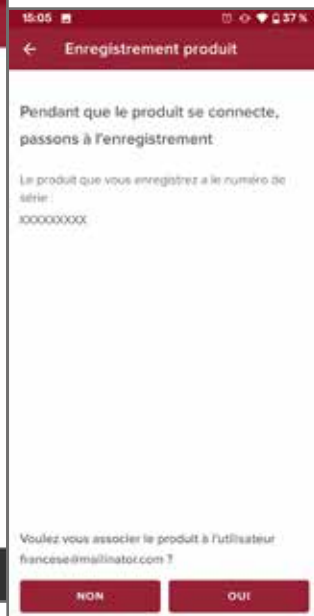 15:05 37 %
← Enregistrement produit
Pendant que le produit se connecte,
passons à l'enregistrement
Le produit que vous enregistrez a le numéro de
série :
XXXXXXXXX
Voulez vous associer le produit à l'utilisateur
francese@mailinator.com ?
NON OUI